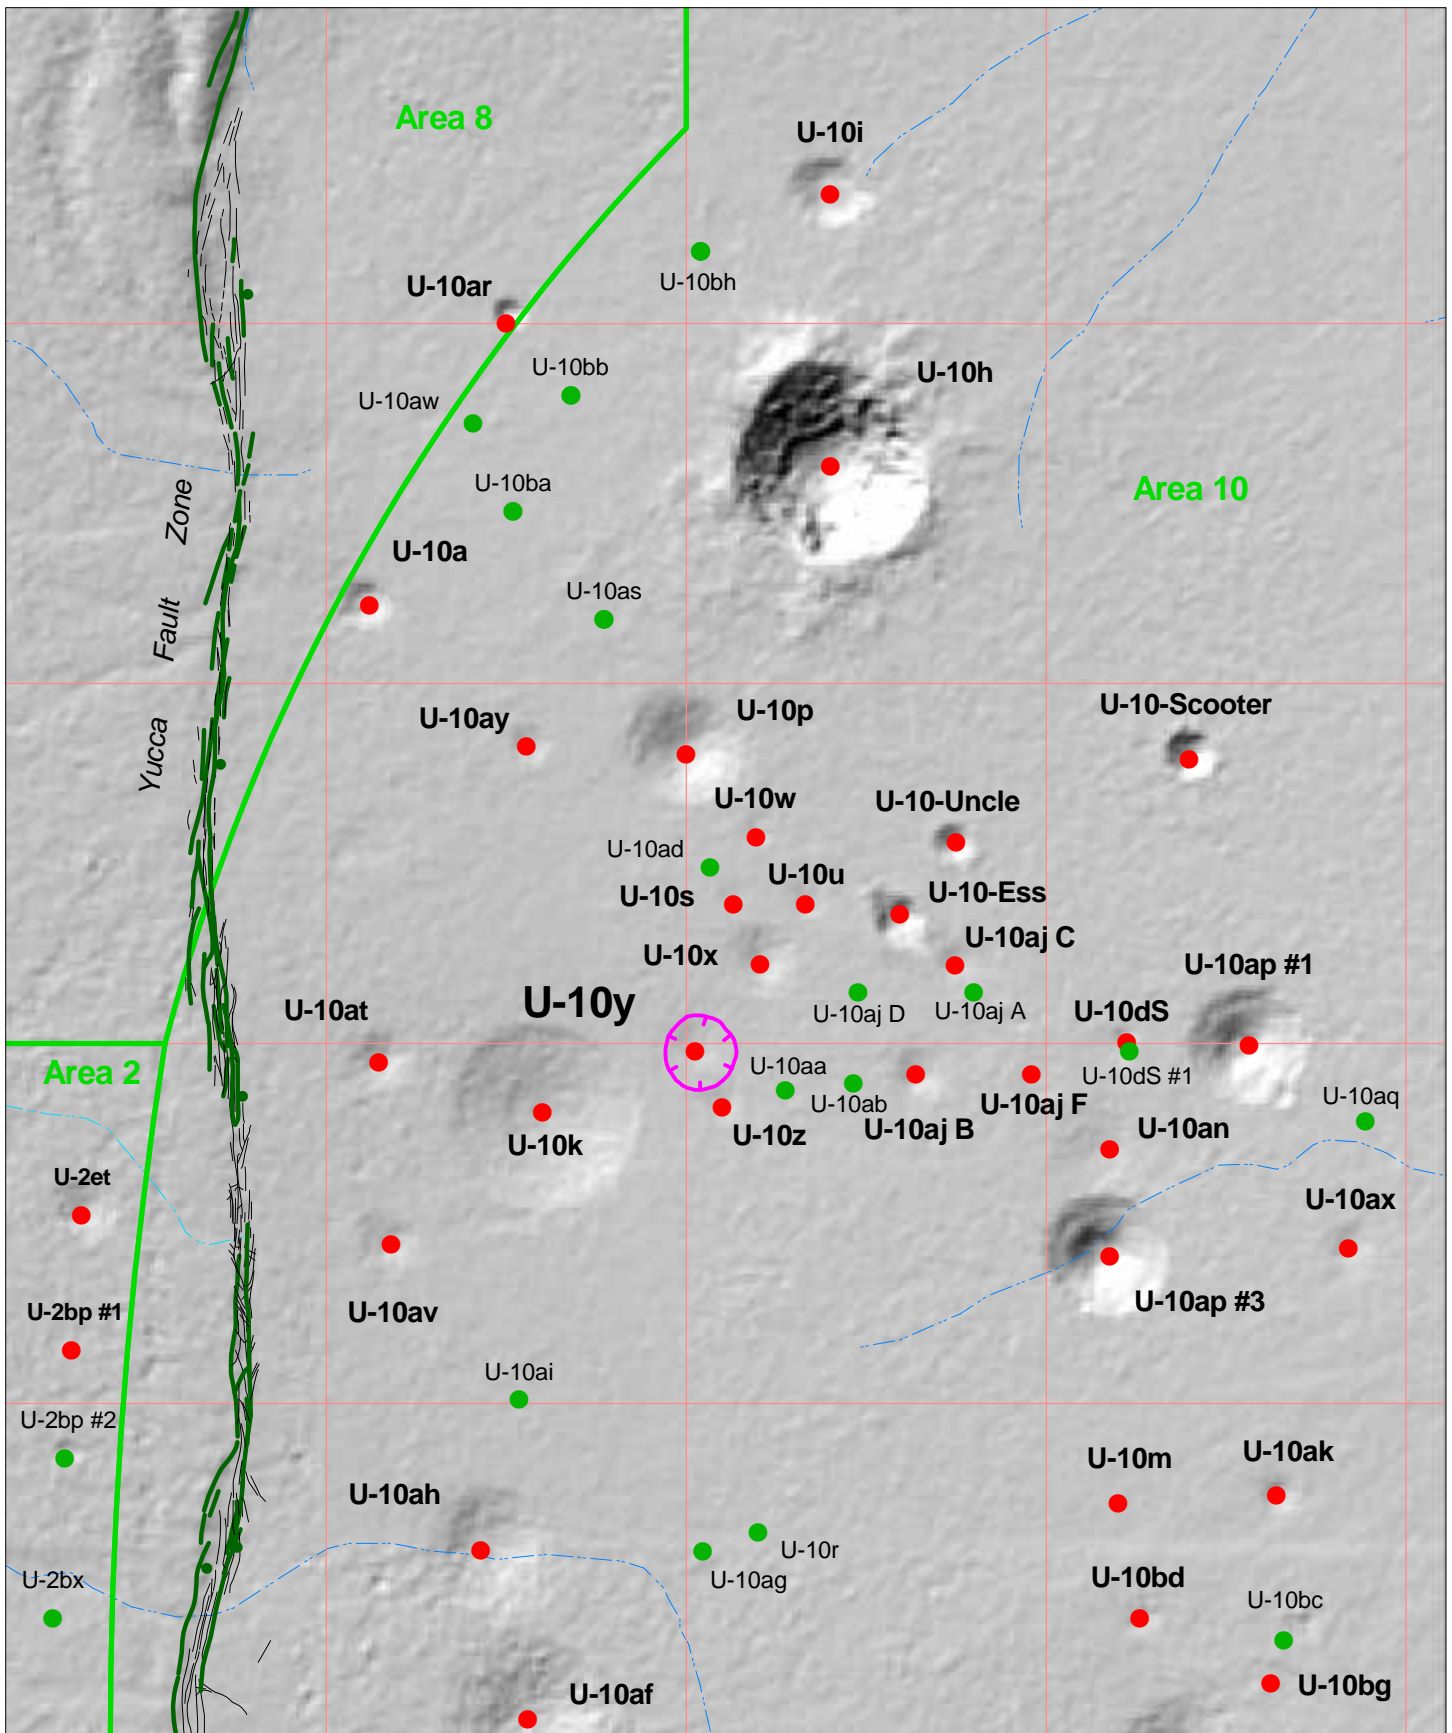 Area 8
U-10i
U-10bh
U-10ar
U-10bb
U-10h
U-10aw
Area 10
U-10ba
Zone
U-10a
U-10as
Fault
U-10ay
U-10p
U-10-Scooter
Yucca
U-10w
U-10-Uncle
U-10ad
U-10u
U-10s
U-10-Ess
U-10aj C
U-10x
U-10ap #1
U-10y
U-10at
U-10aj D
U-10aj A
U-10dS
Area 2
U-10aa
U-10dS #1
U-10ab
U-10aq
U-10aj F
U-10z
U-10aj B
U-10an
U-10k
U-2et
U-10ax
U-10ap #3
U-2bp #1
U-10av
U-10ai
U-2bp #2
U-10m
U-10ak
U-10ah
U-10r
U-10ag
U-2bx
U-10bd
U-10bc
U-10af
U-10bg